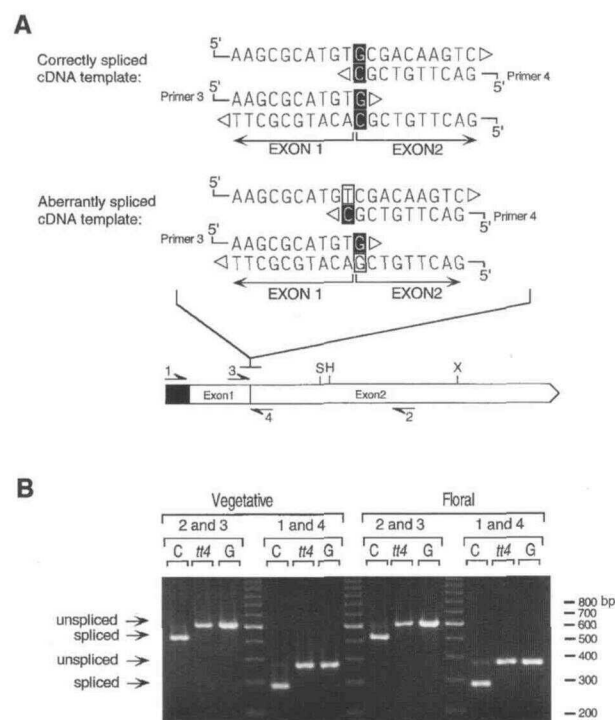 A
Correctly spliced
cDNA template:
5'
AAGCGCATGTGCGACAAGTC
CGCTGTTCAG
Primer 4
5'
5'
Primer 3
AAGCGCATGTG
TTCGCGTACACGCTGTTCAG
5'
EXON 1
EXON2
Aberrantly spliced
cDNA template:
5'
AAGCGCATGTCGACAAGTC
CGCTGTTCAG
Primer 4
5'
5'
Primer 3
AAGCGCATGTG
TTCGCGTACAGCTGTTCAG
5'
EXON 1
EXON2
1
3
SH
X
Exon1
Exon2
4
2
B
Vegetative
Floral
2 and 3
1 and 4
2 and 3
1 and 4
C tt4 G
C tt4 G
C tt4 G
C tt4 G
unspliced
spliced
unspliced
spliced
800 bp
700
600
500
400
300
200